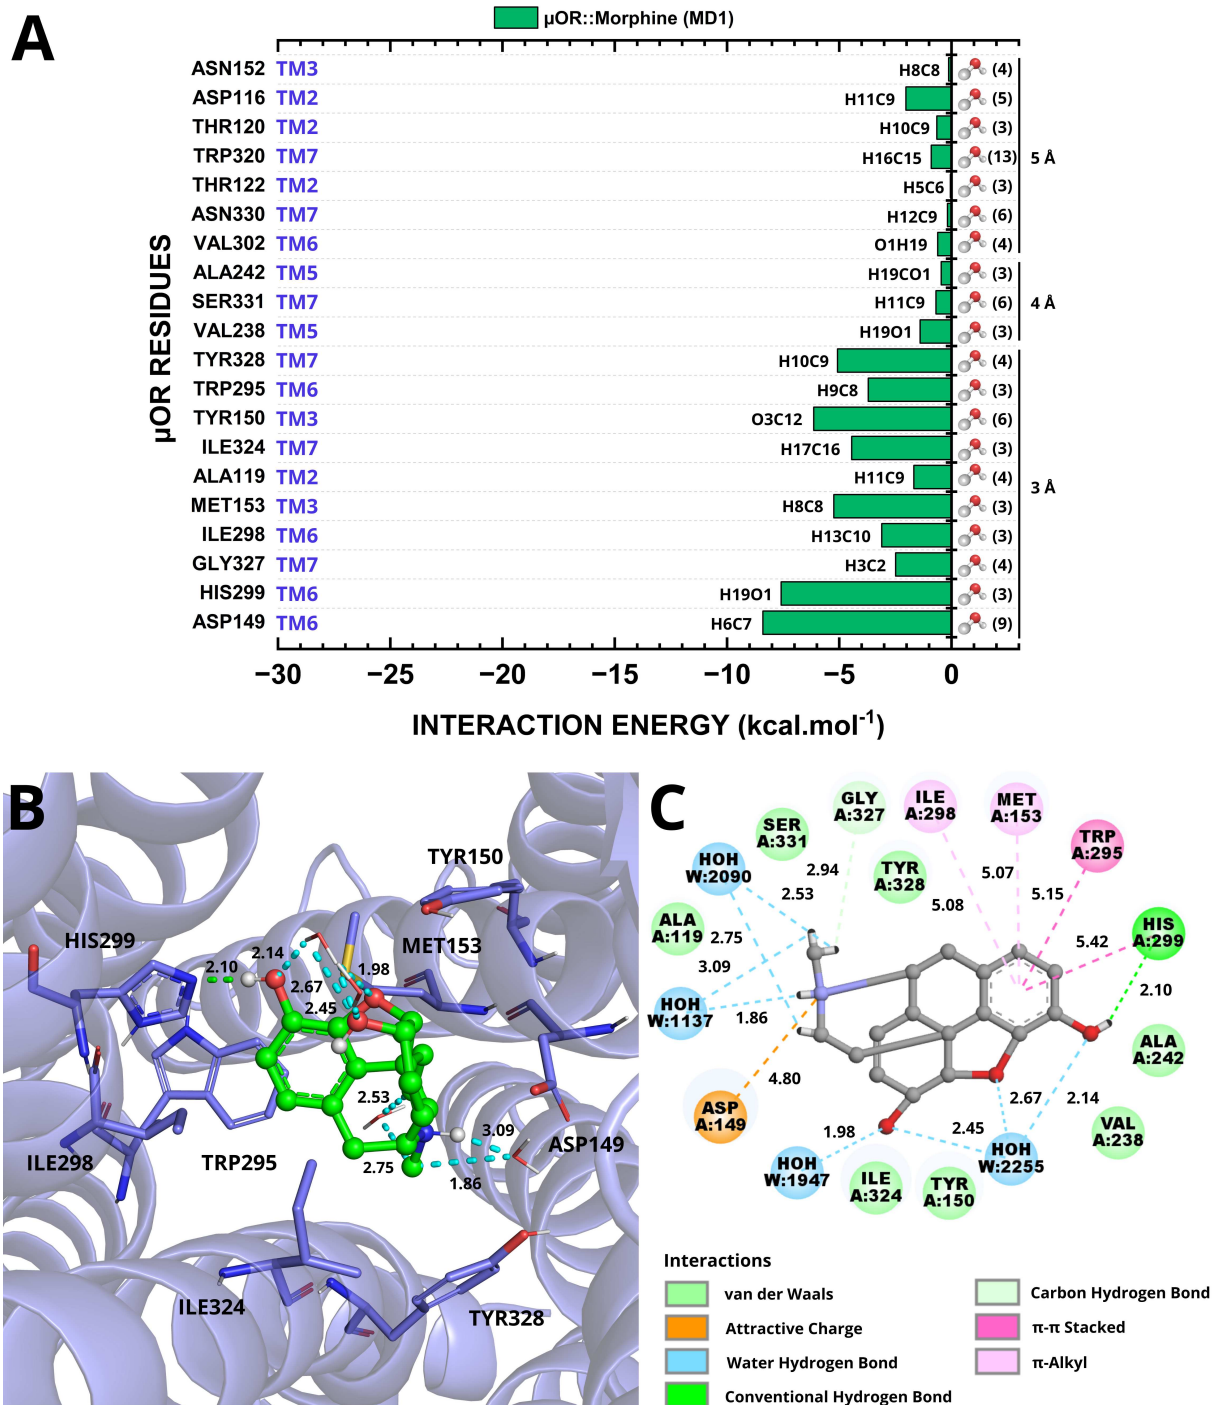 A
µOR::Morphine (MD1)
µOR RESIDUES
ASN152 TM3 H8C8 (4)
ASP116 TM2 H11C9 (5)
THR120 TM2 H10C9 (3)
TRP320 TM7 H16C15 (13)
5 Å
THR122 TM2 H5C6 (3)
ASN330 TM7 H12C9 (6)
VAL302 TM6 O1H19 (4)
ALA242 TM5 H19CO1 (3)
SER331 TM7 H11C9 (6)
4 Å
VAL238 TM5 H19O1 (3)
TYR328 TM7 H10C9 (4)
TRP295 TM6 H9C8 (3)
TYR150 TM3 O3C12 (6)
ILE324 TM7 H17C16 (3)
ALA119 TM2 H11C9 (4)
3 Å
MET153 TM3 H8C8 (3)
ILE298 TM6 H13C10 (3)
GLY327 TM7 H3C2 (4)
HIS299 TM6 H19O1 (3)
ASP149 TM6 H6C7 (9)
−30 −25 −20 −15 −10 −5 0
INTERACTION ENERGY (kcal.mol-1)
B
TYR150
HIS299
MET153
2.10
2.14
1.98
2.67
2.45
2.53
3.09
ASP149
ILE298
TRP295
2.75
1.86
ILE324
TYR328
C
GLY
A:327
ILE
A:298
MET
A:153
SER
A:331
TRP
A:295
HOH
W:2090
2.94
TYR
A:328
5.07
2.53
5.15
5.08
ALA
A:119
2.75
HIS
A:299
5.42
3.09
2.10
HOH
W:1137
1.86
ALA
A:242
4.80
ASP
A:149
2.67
2.14
1.98
2.45
VAL
A:238
HOH
W:1947
HOH
W:2255
ILE
A:324
TYR
A:150
Interactions
van der Waals
Attractive Charge
Water Hydrogen Bond
Conventional Hydrogen Bond
Carbon Hydrogen Bond
π-π Stacked
π-Alkyl